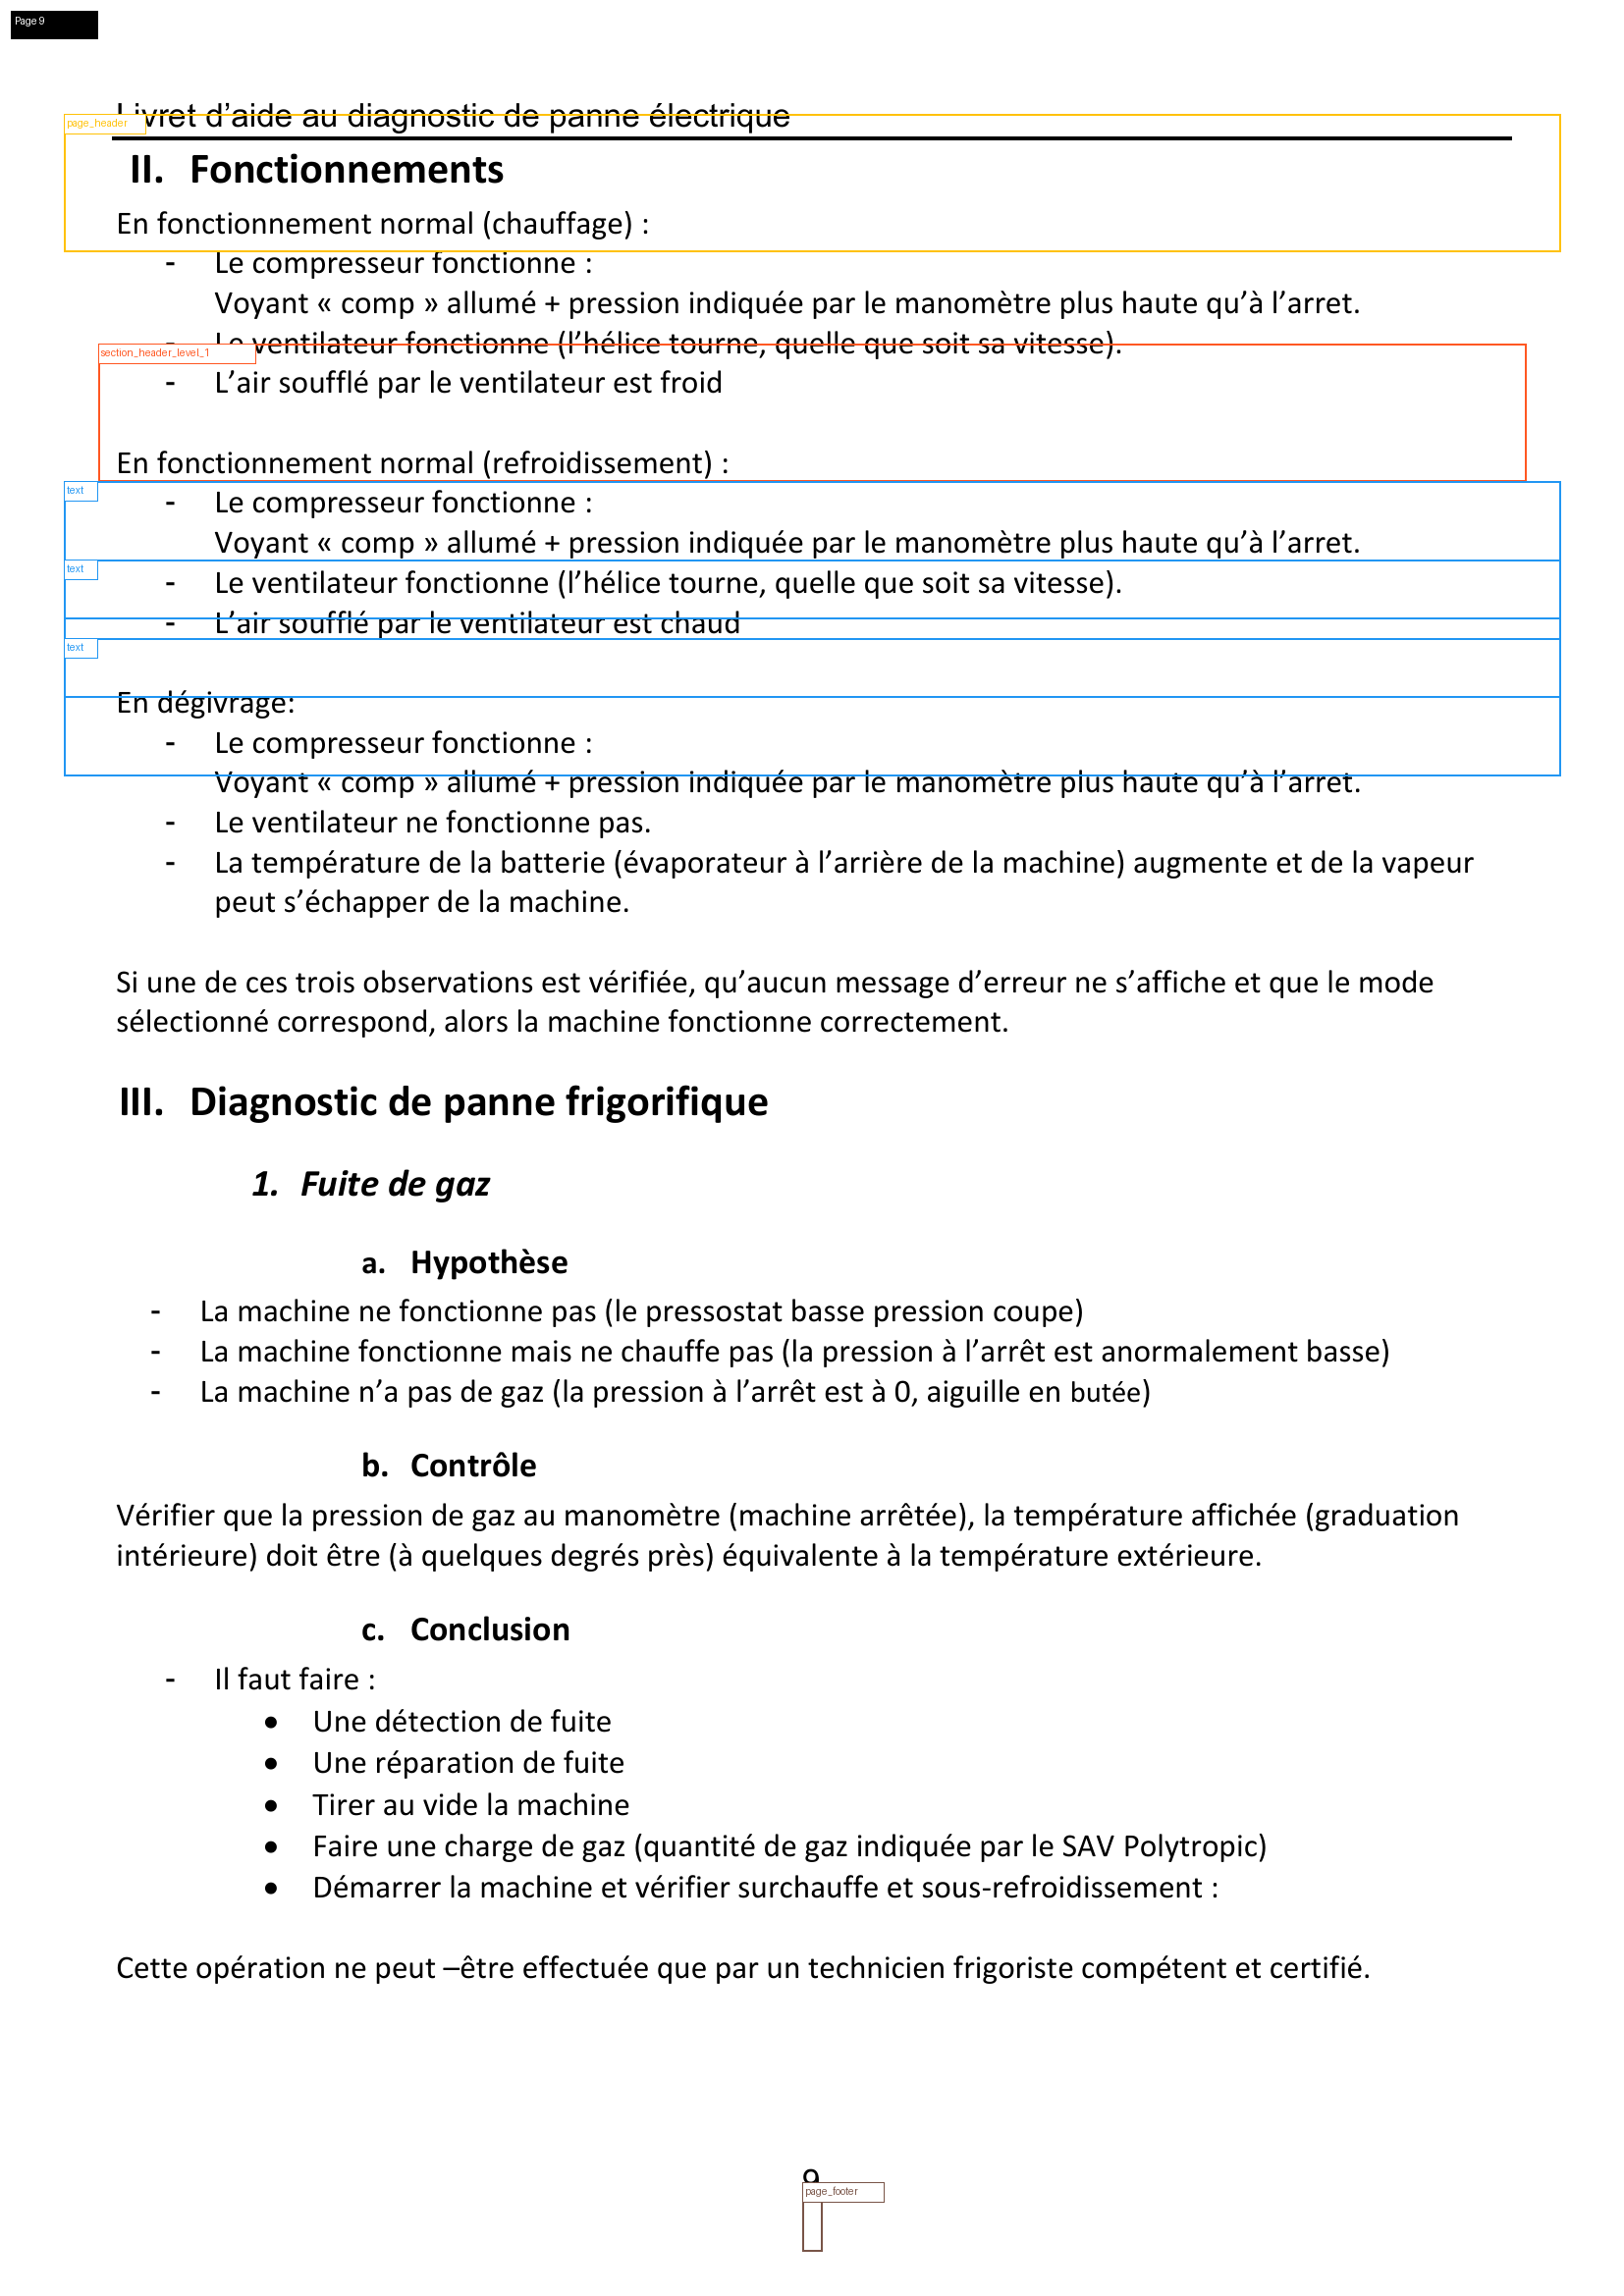 Page 9
Livret d’aide au diagnostic de panne électrique
page_header
II. Fonctionnements
En fonctionnement normal (chauffage) :
- Le compresseur fonctionne :
Voyant « comp » allumé + pression indiquée par le manomètre plus haute qu’à l’arret.
- Le ventilateur fonctionne (l’hélice tourne, quelle que soit sa vitesse).
section_header_level_1
- L’air soufflé par le ventilateur est froid
En fonctionnement normal (refroidissement) :
text
- Le compresseur fonctionne :
Voyant « comp » allumé + pression indiquée par le manomètre plus haute qu’à l’arret.
text
- Le ventilateur fonctionne (l’hélice tourne, quelle que soit sa vitesse).
- L’air soufflé par le ventilateur est chaud
text
En dégivrage:
- Le compresseur fonctionne :
Voyant « comp » allumé + pression indiquée par le manomètre plus haute qu’à l’arret.
- Le ventilateur ne fonctionne pas.
- La température de la batterie (évaporateur à l’arrière de la machine) augmente et de la vapeur
peut s’échapper de la machine.
Si une de ces trois observations est vérifiée, qu’aucun message d’erreur ne s’affiche et que le mode
sélectionné correspond, alors la machine fonctionne correctement.
III. Diagnostic de panne frigorifique
1. Fuite de gaz
a. Hypothèse
- La machine ne fonctionne pas (le pressostat basse pression coupe)
- La machine fonctionne mais ne chauffe pas (la pression à l’arrêt est anormalement basse)
- La machine n’a pas de gaz (la pression à l’arrêt est à 0, aiguille en butée)
b. Contrôle
Vérifier que la pression de gaz au manomètre (machine arrêtée), la température affichée (graduation
intérieure) doit être (à quelques degrés près) équivalente à la température extérieure.
c. Conclusion
- Il faut faire :
• Une détection de fuite
• Une réparation de fuite
• Tirer au vide la machine
• Faire une charge de gaz (quantité de gaz indiquée par le SAV Polytropic)
• Démarrer la machine et vérifier surchauffe et sous-refroidissement :
Cette opération ne peut –être effectuée que par un technicien frigoriste compétent et certifié.
9
page_footer